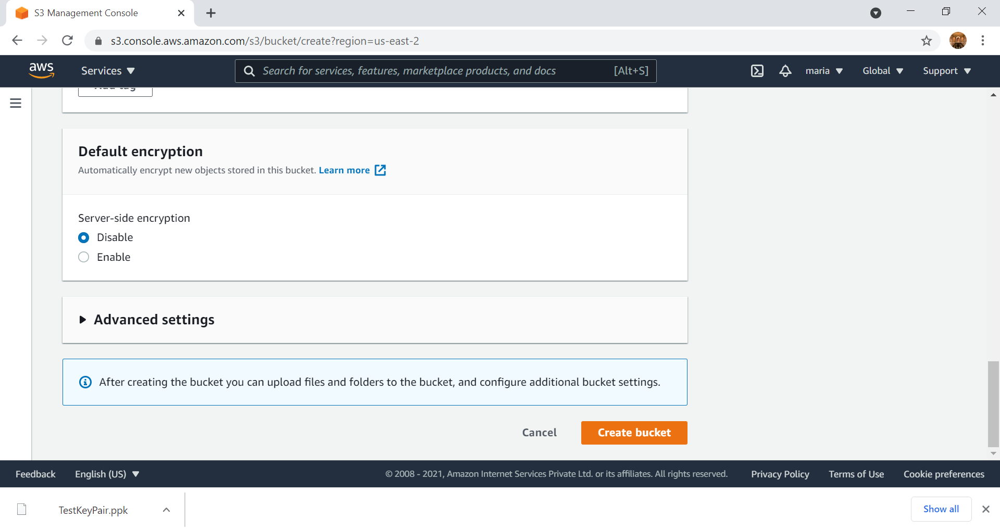 S3 Management Console
s3.console.aws.amazon.com/s3/bucket/create?region=us-east-2
aws
Services
Search for services, features, marketplace products, and docs
[Alt+S]
maria
Global
Support
Add tag
Default encryption
Automatically encrypt new objects stored in this bucket. Learn more
Server-side encryption
Disable
Enable
Advanced settings
After creating the bucket you can upload files and folders to the bucket, and configure additional bucket settings.
Cancel
Create bucket
Feedback
English (US)
© 2008 - 2021, Amazon Internet Services Private Ltd. or its affiliates. All rights reserved.
Privacy Policy
Terms of Use
Cookie preferences
TestKeyPair.ppk
Show all